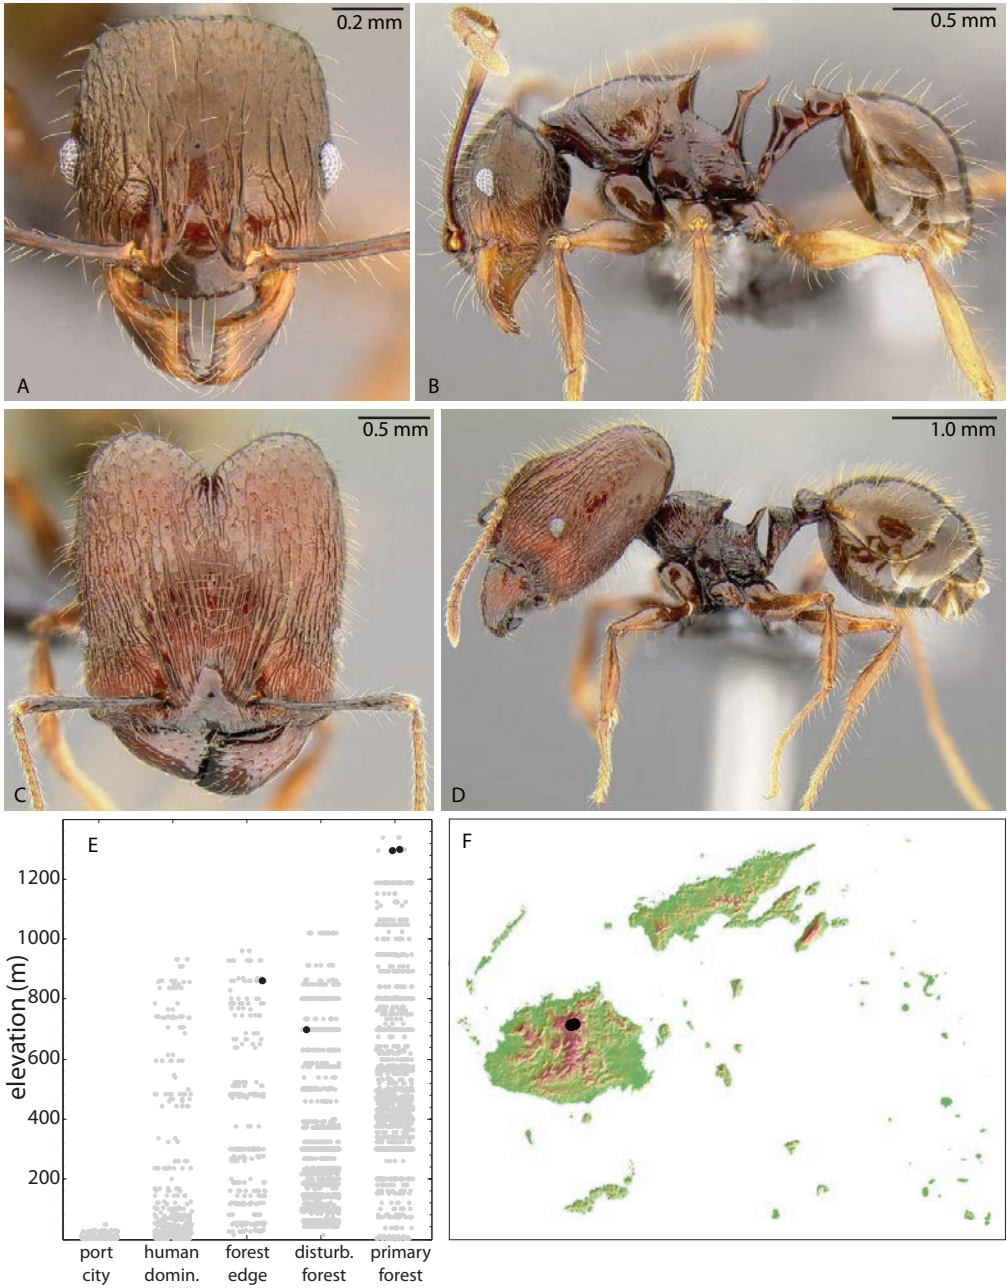 0.2 mm
A
0.5 mm
B
0.5 mm
C
1.0 mm
D
E
1200
1000
800
600
400
200
elevation (m)
port city
human domin.
forest edge
disturb. forest
primary forest
F